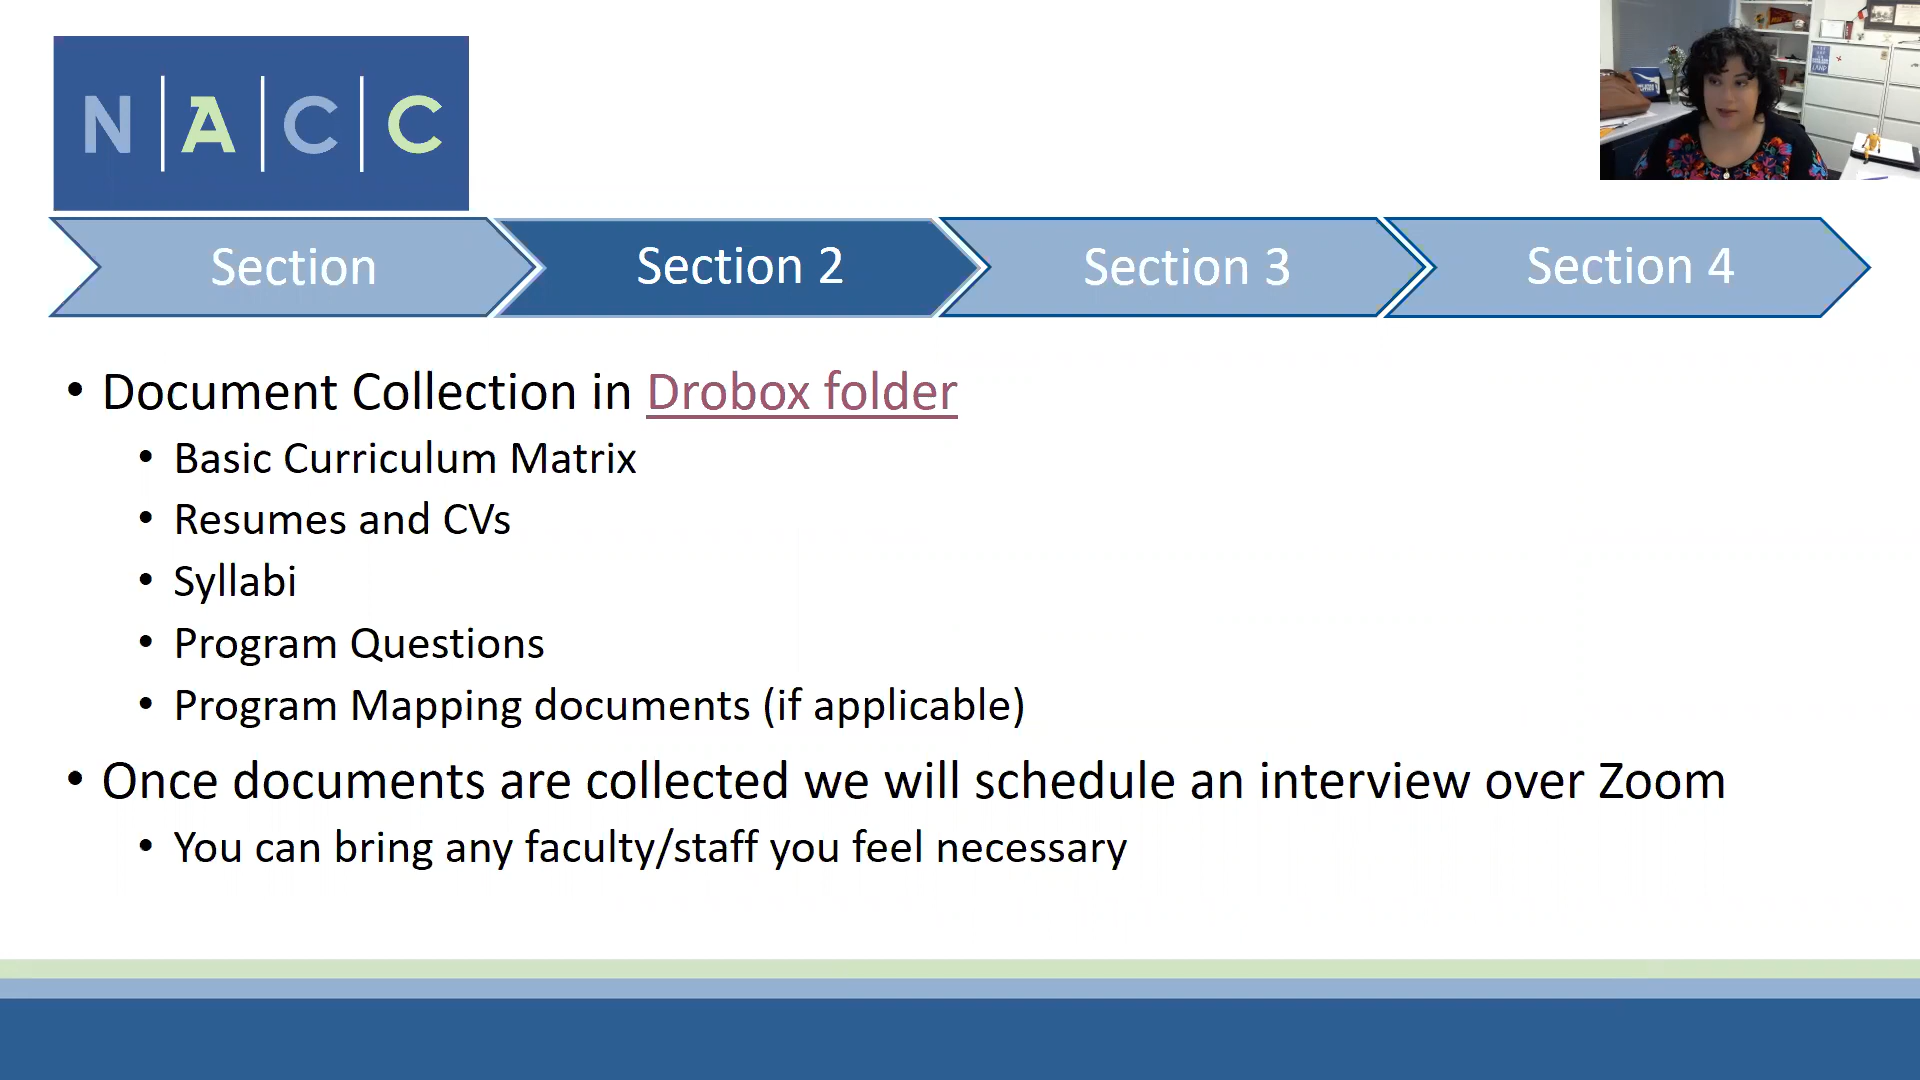 N A C C
Section
Section 2
Section 3
Section 4
• Document Collection in Drobox folder
• Basic Curriculum Matrix
• Resumes and CVs
• Syllabi
• Program Questions
• Program Mapping documents (if applicable)
• Once documents are collected we will schedule an interview over Zoom
• You can bring any faculty/staff you feel necessary